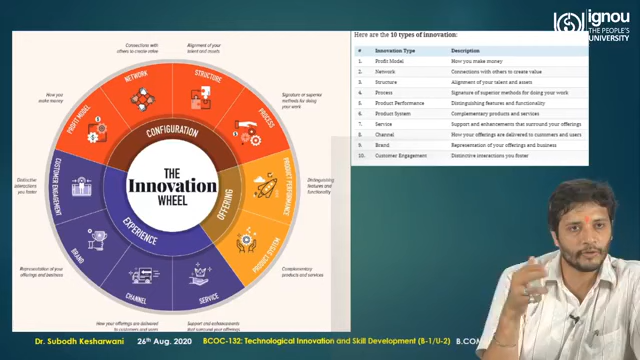 ignou
THE PEOPLE'S
UNIVERSITY
Here are the 10 types of innovation:
# Innovation Type Description
1. Profit Model How you make money
2. Network Connections with others to create value
3. Structure Alignment of your talent and assets
4. Process Signature of superior methods for doing your work
5. Product Performance Distinguishing features and functionality
6. Product System Complementary products and services
7. Service Support and enhancements that surround your offerings
8. Channel How your offerings are delivered to customers and users
9. Brand Representation of your offerings and business
10. Customer Engagement Distinctive interactions you foster
Connections with
others to create value
Alignment of your
talent and assets
How you
make money
Signature or superior
methods for doing
your work
NETWORK
STRUCTURE
PROFIT MODEL
PROCESS
CONFIGURATION
THE
Innovation
WHEEL
CUSTOMER ENGAGEMENT
PRODUCT PERFORMANCE
OFFERING
EXPERIENCE
Distinctive
interactions
you foster
Distinguishing
features and
functionality
BRAND
PRODUCT SYSTEM
CHANNEL
SERVICE
Representation of your
offerings and business
Complementary
products and services
How your offerings are delivered
to customers and users
Support and enhancements
that surround your offerings
Dr. Subodh Kesharwani 26th Aug. 2020 BCOC-132: Technological Innovation and Skill Development (B-1/U-2) B.COM